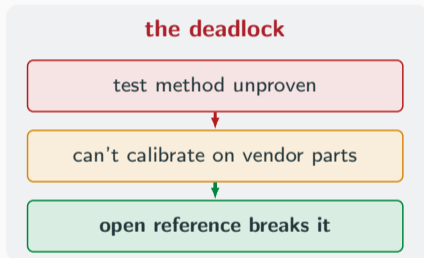 the deadlock
test method unproven
can't calibrate on vendor parts
open reference breaks it